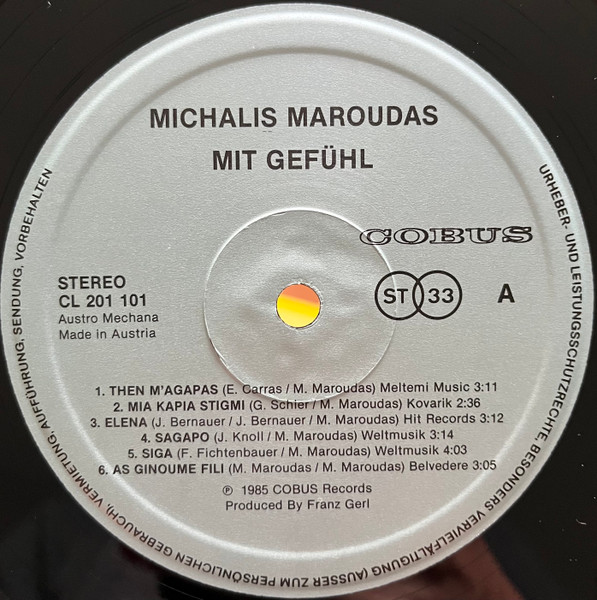 MICHALIS MAROUDAS
MIT GEFÜHL
COBUS
STEREO
CL 201 101
Austro Mechana
Made in Austria
ST 33
A
1. THEN M'AGAPAS (E. Carras / M. Maroudas) Meltemi Music 3:11
2. MIA KAPIA STIGMI (G. Schier / M. Maroudas) Kovarik 2:36
3. ELENA (J. Bernauer / J. Bernauer / M. Maroudas) Hit Records 3:12
4. SAGAPO (J. Knoll / M. Maroudas) Weltmusik 3:14
5. SIGA (F. Fichtenbauer / M. Maroudas) Weltmusik 4:03
6. AS GINOUME FILI (M. Maroudas / M. Maroudas) Belvedere 3:05
℗ 1985 COBUS Records
Produced By Franz Gerl
URHEBER- UND LEISTUNGSSCHUTZRECHTE, BESONDERS VERVIELFÄLTIGUNG (AUSSER ZUM PERSÖNLICHEN GEBRAUCH), VERMIETUNG, AUFFÜHRUNG, SENDUNG, VORBEHALTEN